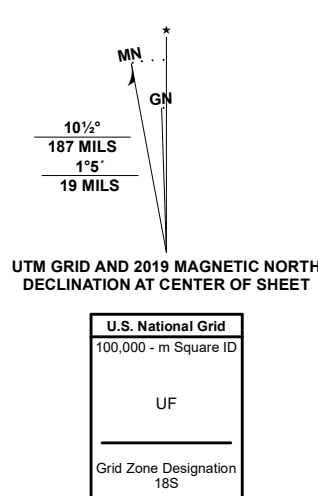 ★
MN
GN
10½°
187 MILS
1°5´
19 MILS
UTM GRID AND 2019 MAGNETIC NORTH
DECLINATION AT CENTER OF SHEET
U.S. National Grid
100,000 - m Square ID
UF
Grid Zone Designation
18S